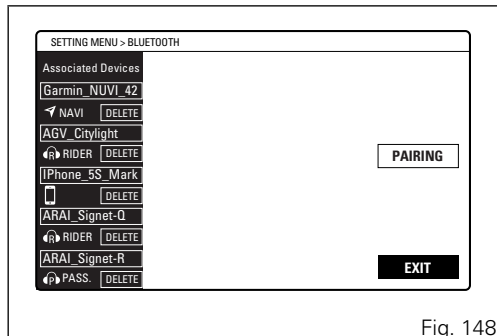 SETTING MENU > BLUETOOTH
Associated Devices
Garmin_NUVI_42
NAVI DELETE
AGV_Citylight
R RIDER DELETE
IPhone_5S_Mark
DELETE
ARAI_Signet-Q
R RIDER DELETE
ARAI_Signet-R
P PASS. DELETE
PAIRING
EXIT
Fig. 148